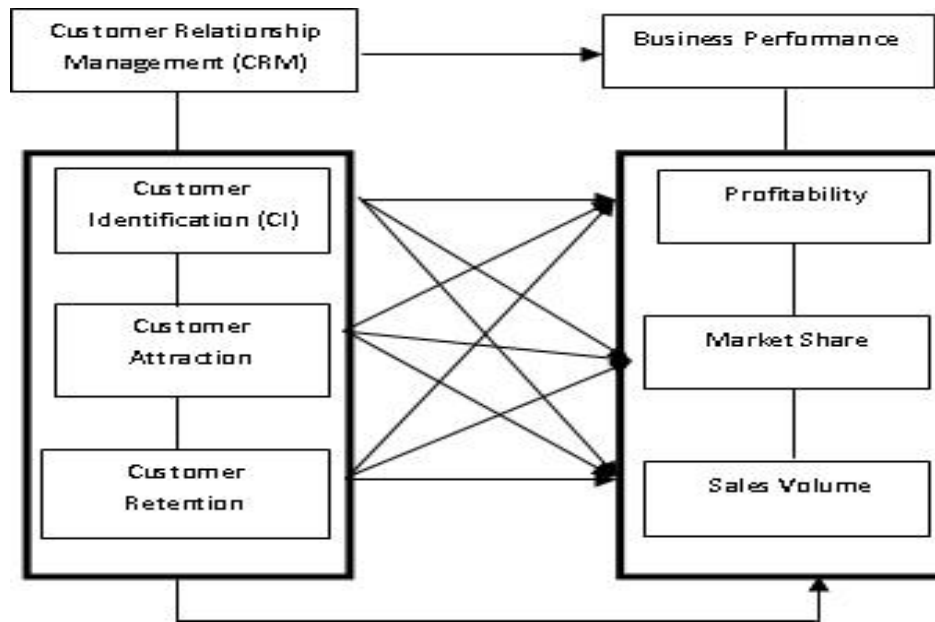 Customer Relationship
Management (CRM)
Business Performance
Customer
Identification (CI)
Customer
Attraction
Customer
Retention
Profitability
Market Share
Sales Volume